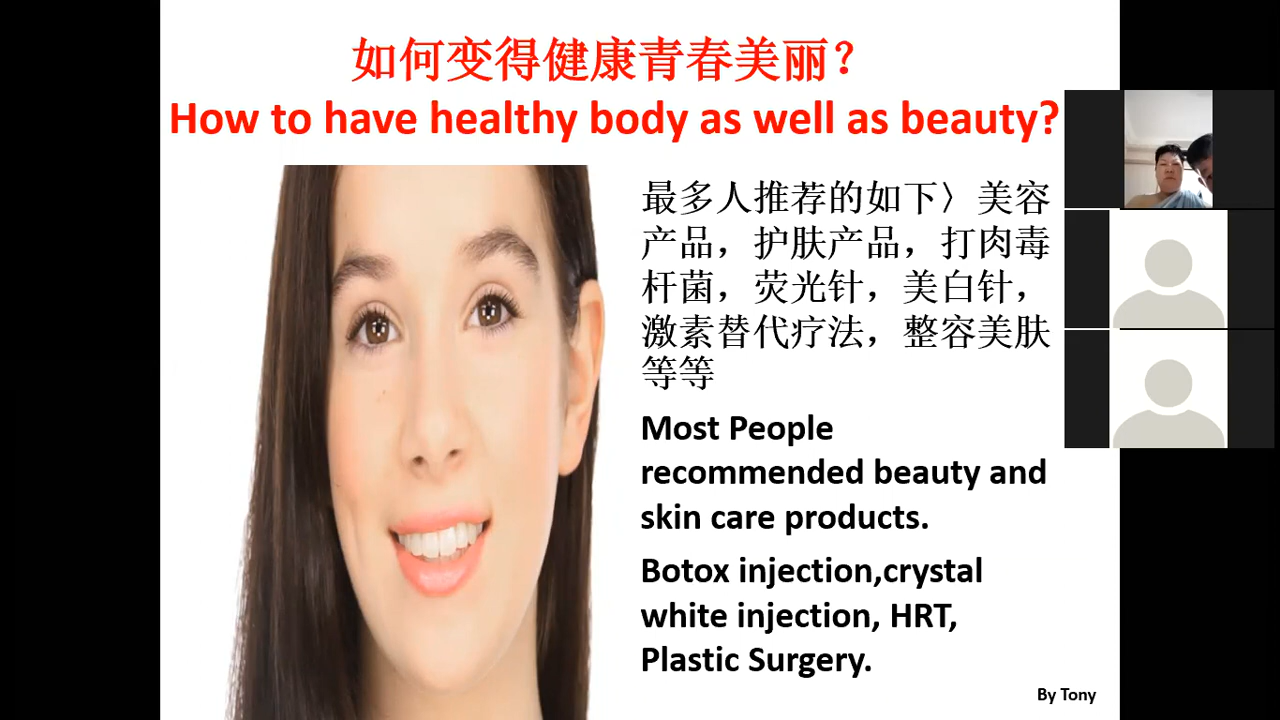 如何变得健康青春美丽？
How to have healthy body as well as beauty?
最多人推荐的如下〉美容
产品，护肤产品，打肉毒
杆菌，荧光针，美白针，
激素替代疗法，整容美肤
等等
Most People
recommended beauty and
skin care products.
Botox injection,crystal
white injection, HRT,
Plastic Surgery.
By Tony